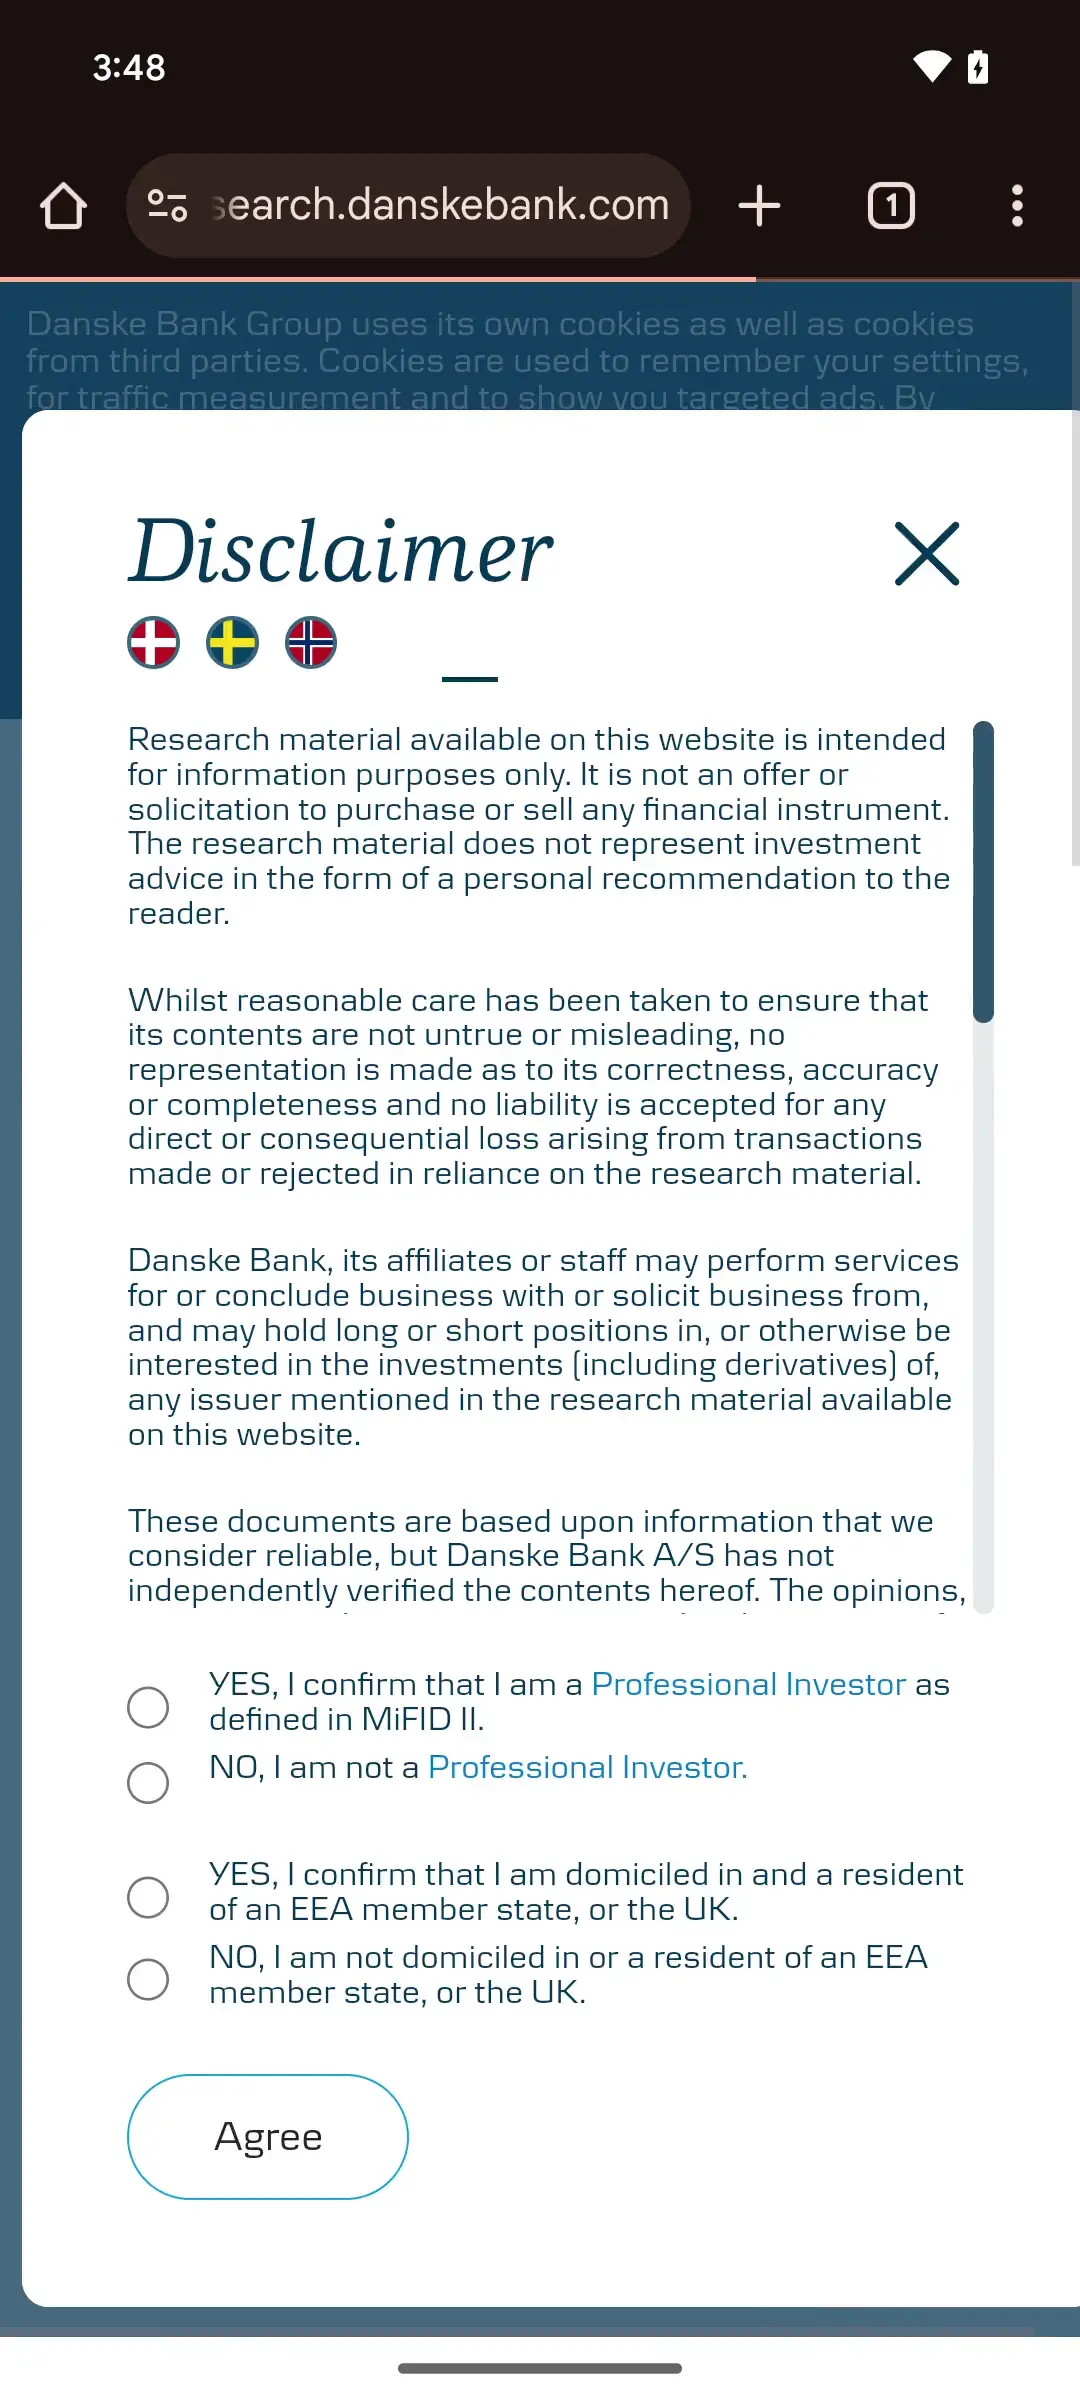 3:48
search.danskebank.com
1
Danske Bank Group uses its own cookies as well as cookies
from third parties. Cookies are used to remember your settings,
for traffic measurement and to show you targeted ads. By
Disclaimer
Research material available on this website is intended
for information purposes only. It is not an offer or
solicitation to purchase or sell any financial instrument.
The research material does not represent investment
advice in the form of a personal recommendation to the
reader.
Whilst reasonable care has been taken to ensure that
its contents are not untrue or misleading, no
representation is made as to its correctness, accuracy
or completeness and no liability is accepted for any
direct or consequential loss arising from transactions
made or rejected in reliance on the research material.
Danske Bank, its affiliates or staff may perform services
for or conclude business with or solicit business from,
and may hold long or short positions in, or otherwise be
interested in the investments (including derivatives) of,
any issuer mentioned in the research material available
on this website.
These documents are based upon information that we
consider reliable, but Danske Bank A/S has not
independently verified the contents hereof. The opinions,
YES, I confirm that I am a Professional Investor as
defined in MiFID II.
NO, I am not a Professional Investor.
YES, I confirm that I am domiciled in and a resident
of an EEA member state, or the UK.
NO, I am not domiciled in or a resident of an EEA
member state, or the UK.
Agree